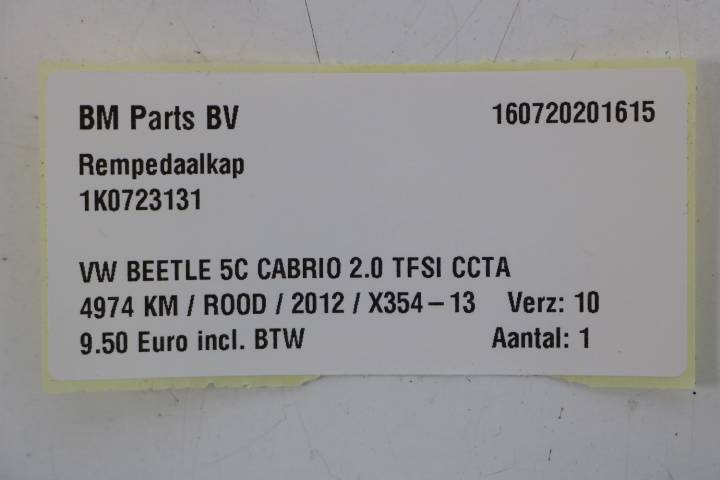 BM Parts BV 160720201615
Rempedaalkap
1K0723131
VW BEETLE 5C CABRIO 2.0 TFSI CCTA
4974 KM / ROOD / 2012 / X354-13 Verz: 10
9.50 Euro incl. BTW Aantal: 1